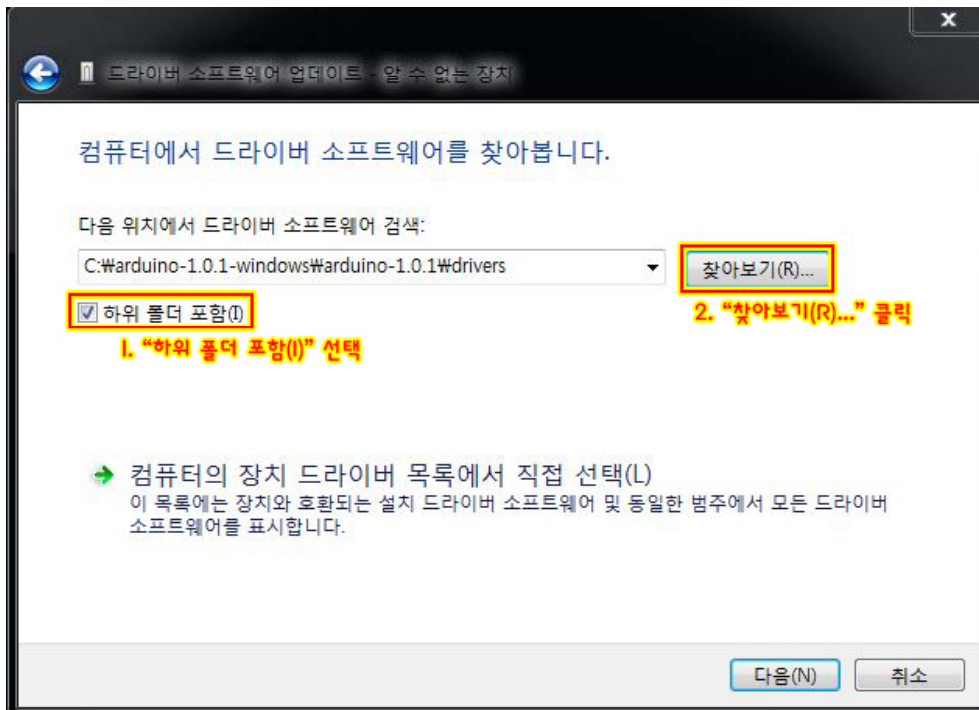 드라이버 소프트웨어 업데이트 - 알 수 없는 장치
컴퓨터에서 드라이버 소프트웨어를 찾아봅니다.
다음 위치에서 드라이버 소프트웨어 검색:
C:₩arduino-1.0.1-windows₩arduino-1.0.1₩drivers
찾아보기(R)...
하위 폴더 포함(I)
2. “찾아보기(R)...” 클릭
1. “하위 폴더 포함(I)” 선택
컴퓨터의 장치 드라이버 목록에서 직접 선택(L)
이 목록에는 장치와 호환되는 설치 드라이버 소프트웨어 및 동일한 범주에서 모든 드라이버
소프트웨어를 표시합니다.
다음(N)
취소